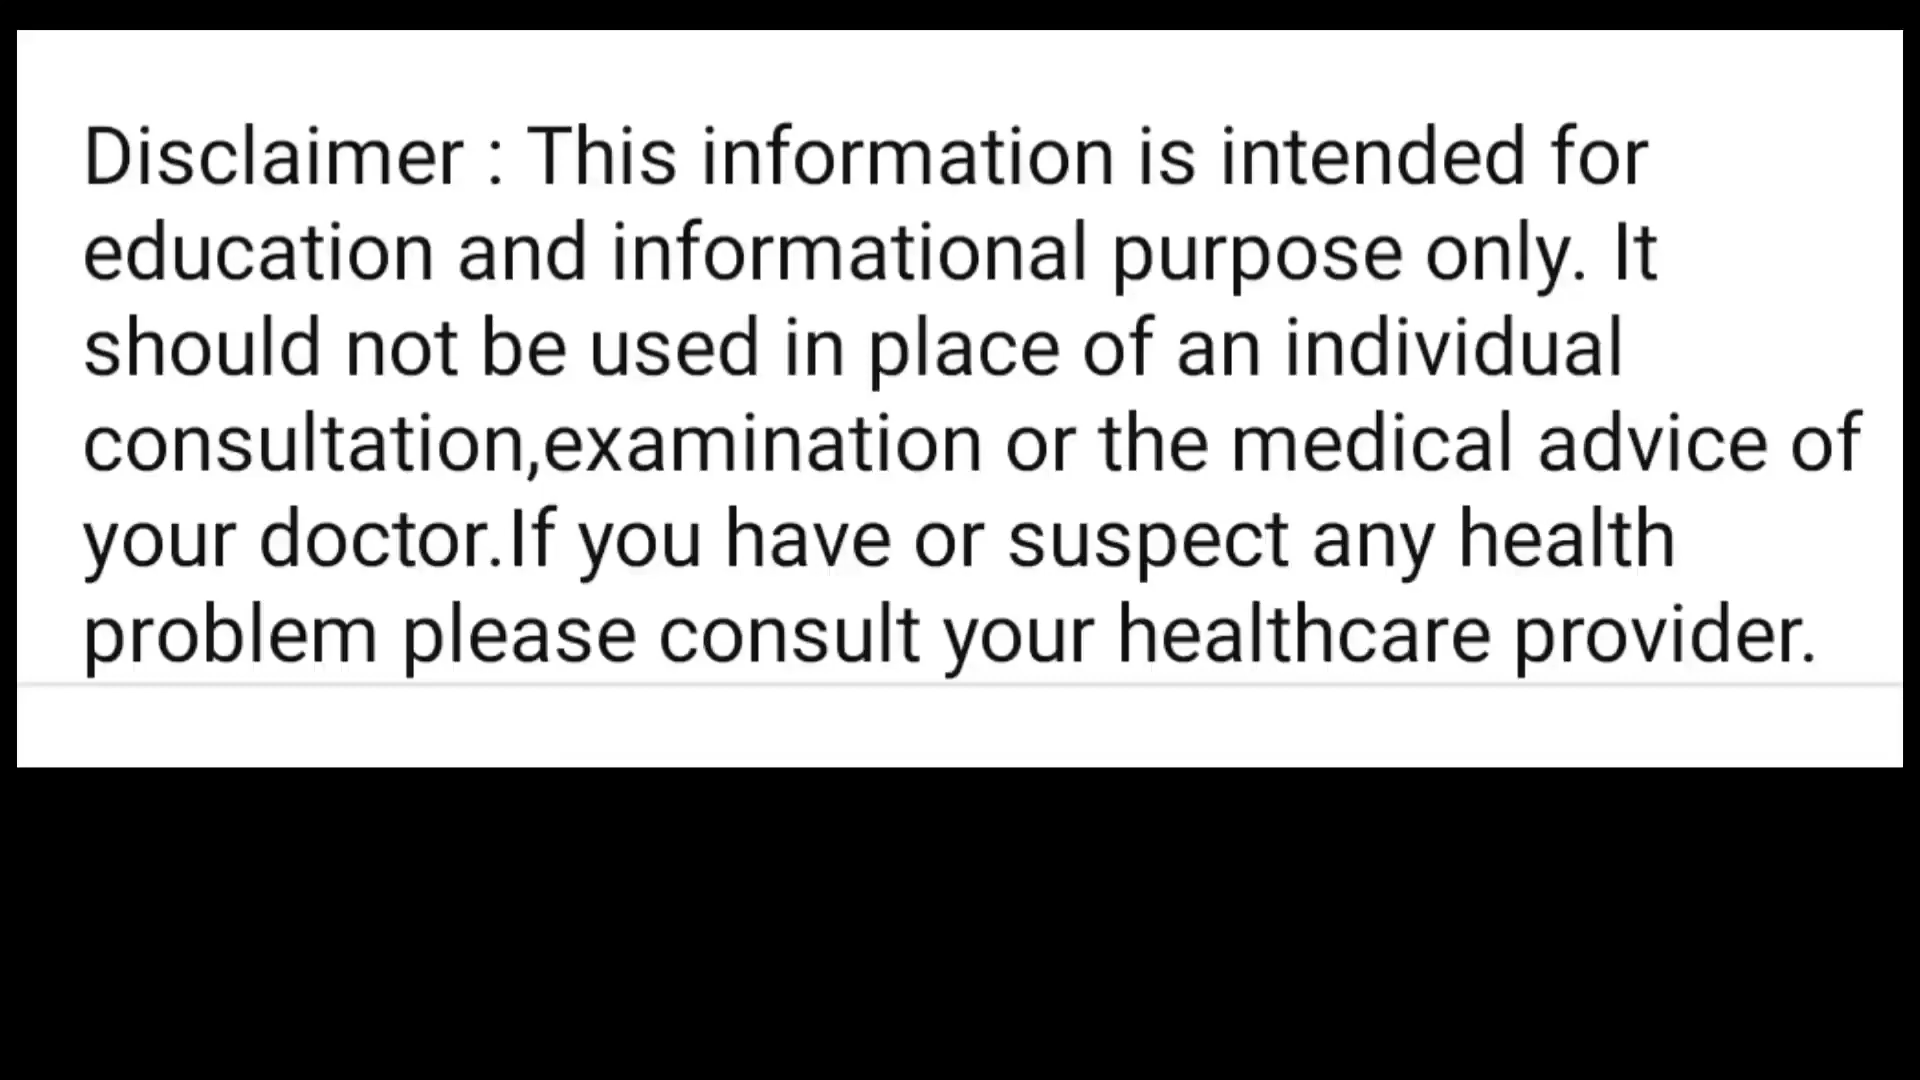 Disclaimer : This information is intended for
education and informational purpose only. It
should not be used in place of an individual
consultation,examination or the medical advice of
your doctor.If you have or suspect any health
problem please consult your healthcare provider.